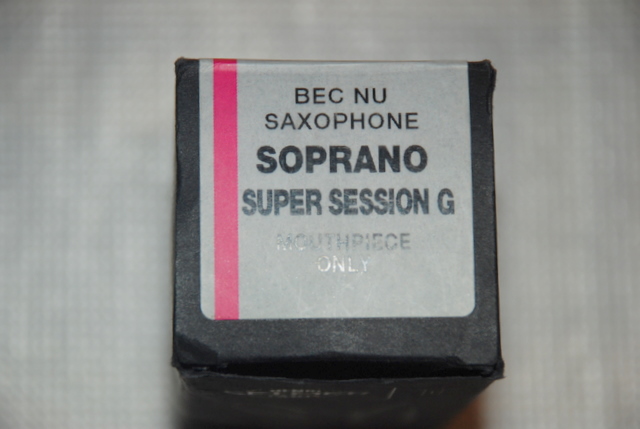 BEC NU
SAXOPHONE
SOPRANO
SUPER SESSION G
MOUTHPIECE
ONLY